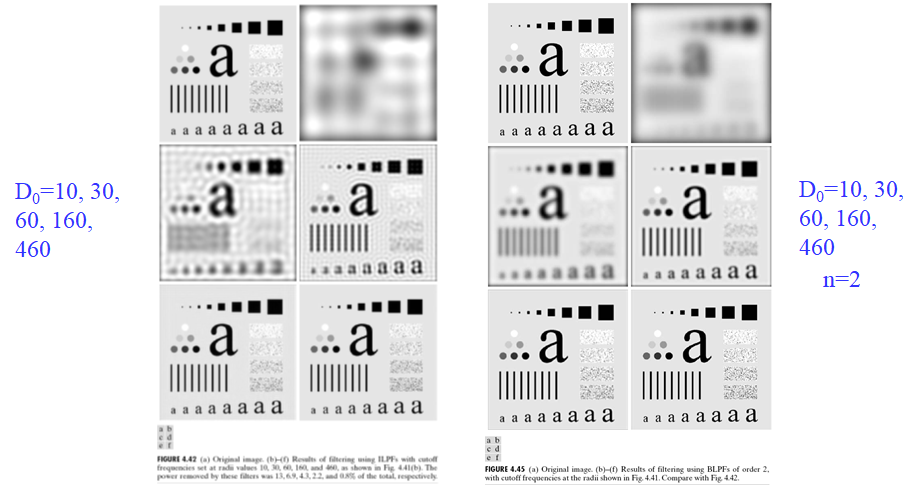 D0=10, 30,
60, 160,
460
a
a a a a a a a a
a
a a a a a a a a
a
a a a a a a a a
a
a a a a a a a a
a
a a a a a a a a
a b
c d
e f
FIGURE 4.42 (a) Original image. (b)–(f) Results of filtering using ILPFs with cutoff
frequencies set at radii values 10, 30, 60, 160, and 460, as shown in Fig. 4.41(b). The
power removed by these filters was 13, 6.9, 4.3, 2.2, and 0.8% of the total, respectively.
a
a a a a a a a a
a
a
a a a a a a a a
a
a a a a a a a a
a
a a a a a a a a
a
a a a a a a a a
a b
c d
e f
FIGURE 4.45 (a) Original image. (b)–(f) Results of filtering using BLPFs of order 2,
with cutoff frequencies at the radii shown in Fig. 4.41. Compare with Fig. 4.42.
D0=10, 30,
60, 160,
460
n=2